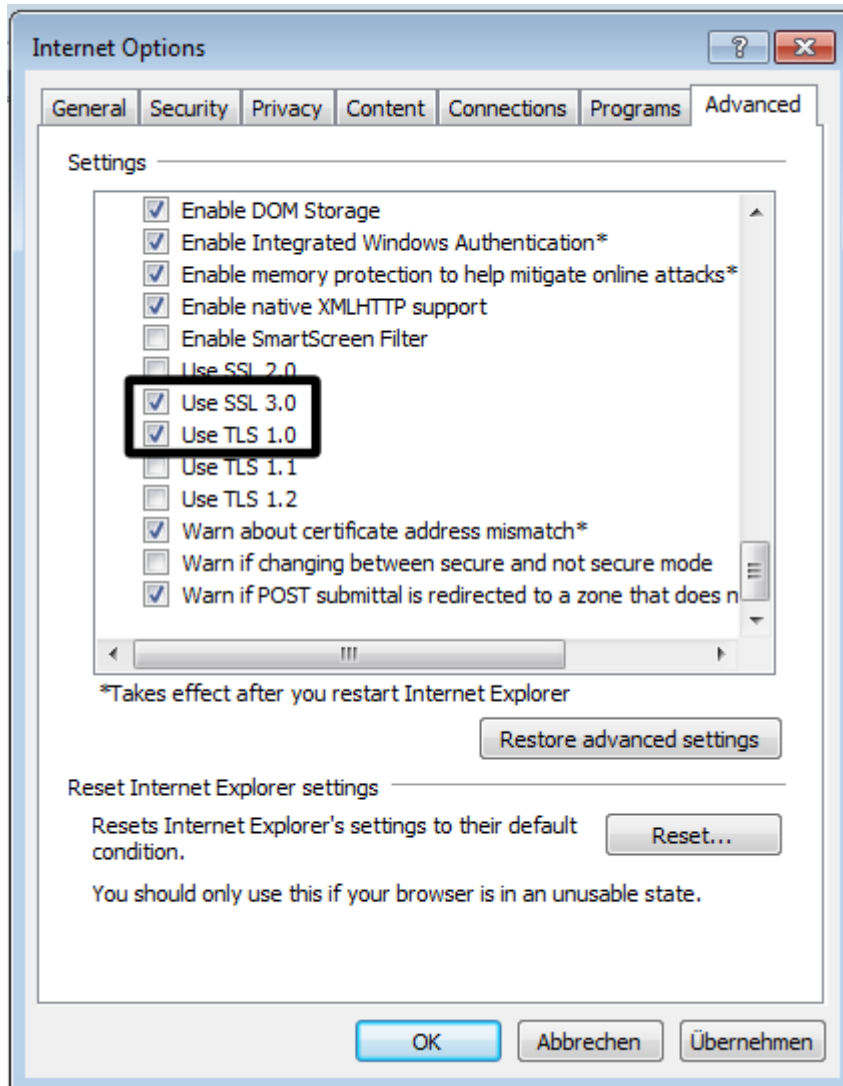 Internet Options
General Security Privacy Content Connections Programs Advanced
Settings
Enable DOM Storage
Enable Integrated Windows Authentication*
Enable memory protection to help mitigate online attacks*
Enable native XMLHTTP support
Enable SmartScreen Filter
Use SSL 2.0
Use SSL 3.0
Use TLS 1.0
Use TLS 1.1
Use TLS 1.2
Warn about certificate address mismatch*
Warn if changing between secure and not secure mode
Warn if POST submittal is redirected to a zone that does n
*Takes effect after you restart Internet Explorer
Restore advanced settings
Reset Internet Explorer settings
Resets Internet Explorer's settings to their default
condition.
Reset...
You should only use this if your browser is in an unusable state.
OK Abbrechen Übernehmen